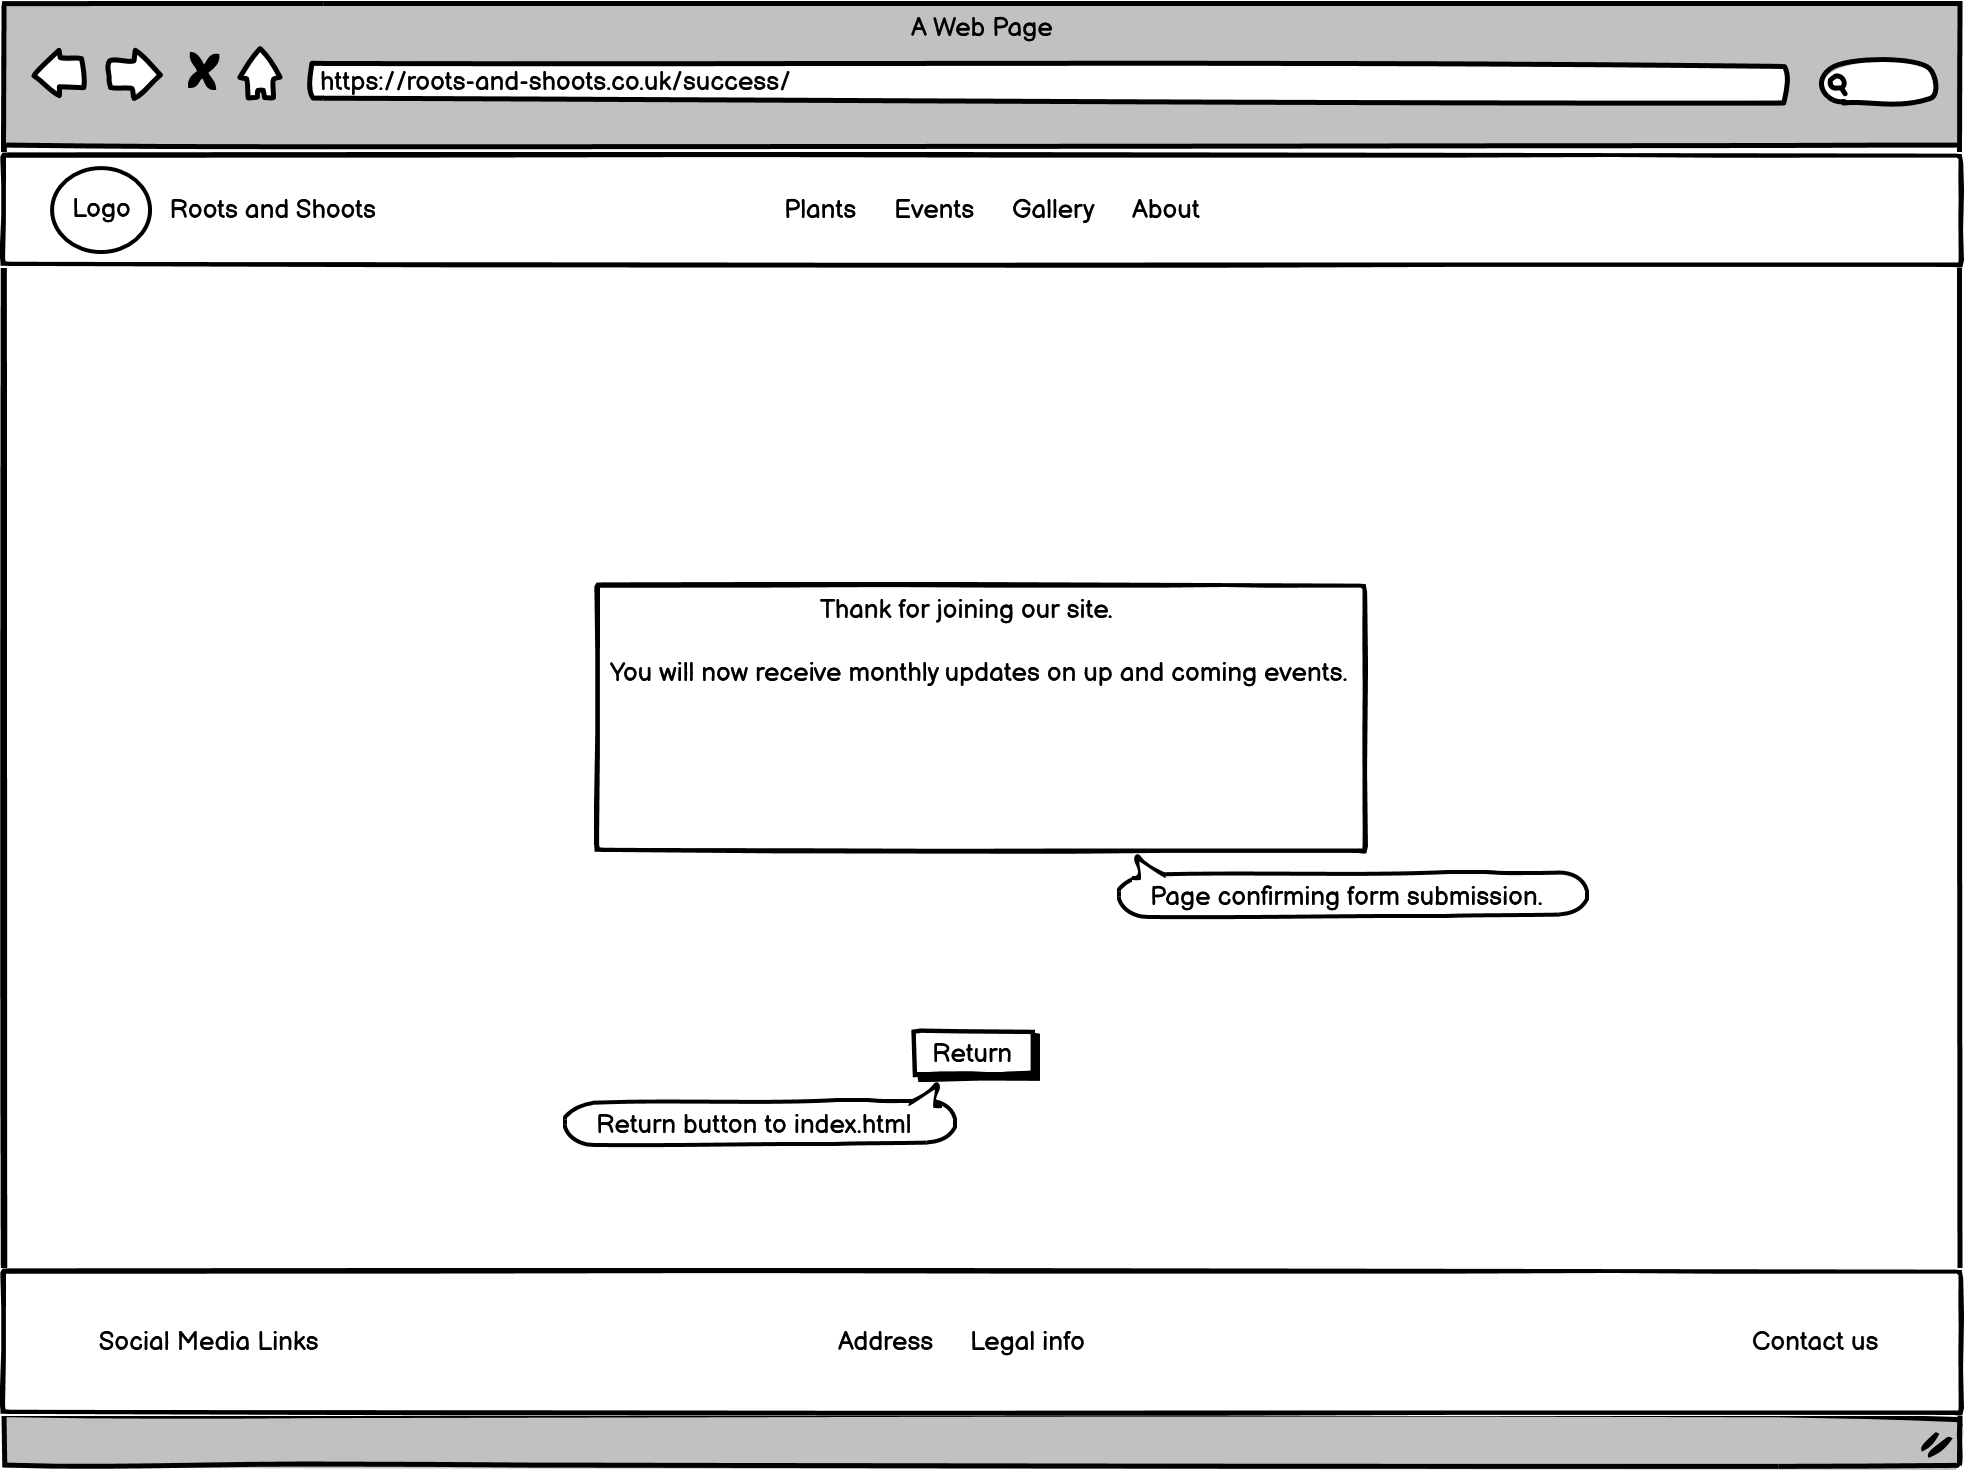 A Web Page
https://roots-and-shoots.co.uk/success/
Logo
Roots and Shoots
Plants
Events
Gallery
About
Thank for joining our site.
You will now receive monthly updates on up and coming events.
Page confirming form submission.
Return
Return button to index.html
Social Media Links
Address
Legal info
Contact us